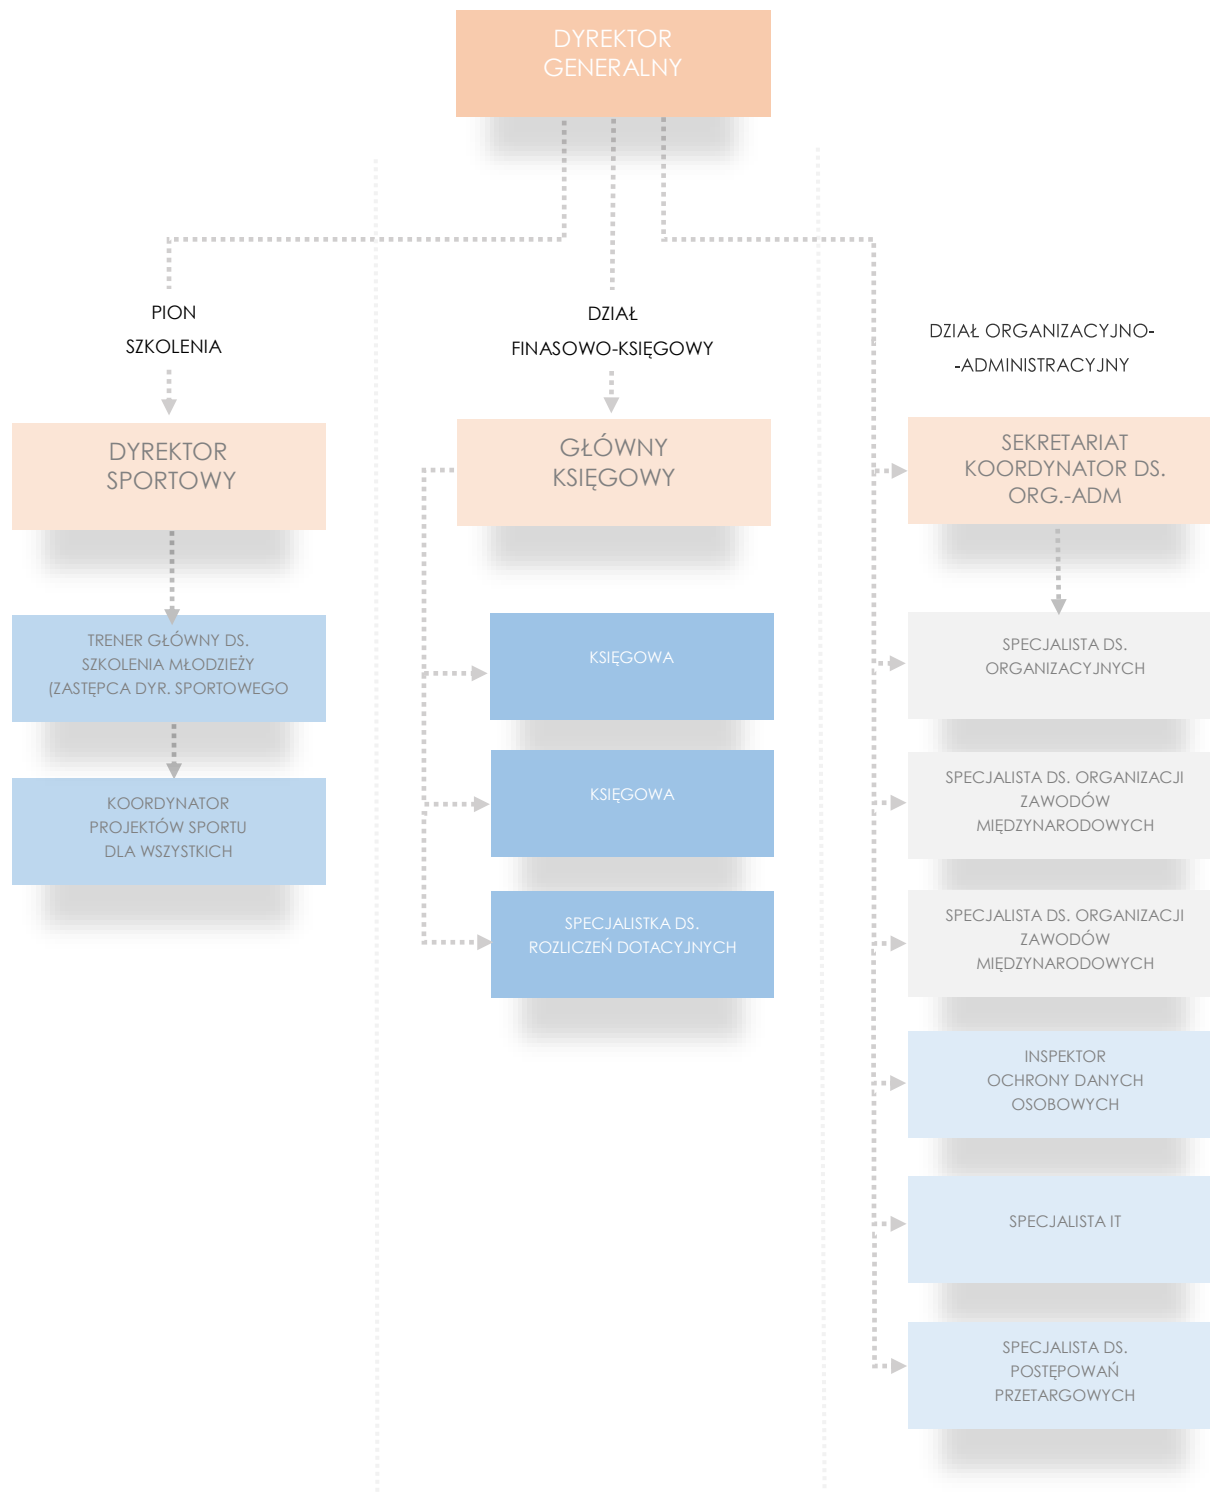 DYREKTOR
GENERALNY
PION
SZKOLENIA
DYREKTOR
SPORTOWY
TRENER GŁÓWNY DS.
SZKOLENIA MŁODZIEŻY
(ZASTĘPCA DYR. SPORTOWEGO
KOORDYNATOR
PROJEKTÓW SPORTU
DLA WSZYSTKICH
DZIAŁ
FINASOWO-KSIĘGOWY
GŁÓWNY
KSIĘGOWY
KSIĘGOWA
KSIĘGOWA
SPECJALISTKA DS.
ROZLICZEŃ DOTACYJNYCH
DZIAŁ ORGANIZACYJNO-
-ADMINISTRACYJNY
SEKRETARIAT
KOORDYNATOR DS.
ORG.-ADM
SPECJALISTA DS.
ORGANIZACYJNYCH
SPECJALISTA DS. ORGANIZACJI
ZAWODÓW
MIĘDZYNARODOWYCH
SPECJALISTA DS. ORGANIZACJI
ZAWODÓW
MIĘDZYNARODOWYCH
INSPEKTOR
OCHRONY DANYCH
OSOBOWYCH
SPECJALISTA IT
SPECJALISTA DS.
POSTĘPOWAŃ
PRZETARGOWYCH